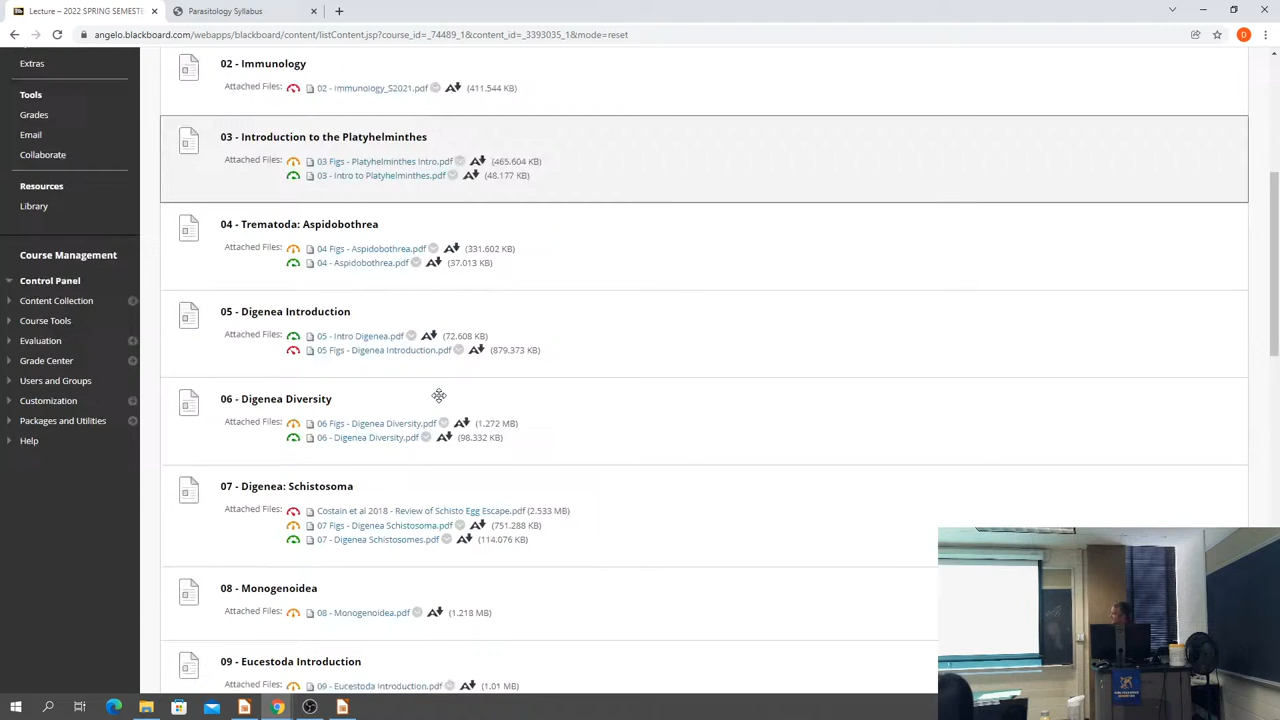 Lecture – 2022 SPRING SEMEST
Parasitology Syllabus
angelo.blackboard.com/webapps/blackboard/content/listContent.jsp?course_id=_74489_1&content_id=_3393035_1&mode=reset
D
Extras
Tools
Grades
Email
Collaborate
Resources
Library
Course Management
Control Panel
Content Collection
Course Tools
Evaluation
Grade Center
Users and Groups
Customization
Packages and Utilities
Help
02 - Immunology
Attached Files: 02 - Immunology_S2021.pdf (411.544 KB)
03 - Introduction to the Platyhelminthes
Attached Files: 03 Figs - Platyhelminthes Intro.pdf (465.604 KB)
03 - Intro to Platyhelminthes.pdf (48.177 KB)
04 - Trematoda: Aspidobothrea
Attached Files: 04 Figs - Aspidobothrea.pdf (331.602 KB)
04 - Aspidobothrea.pdf (37.013 KB)
05 - Digenea Introduction
Attached Files: 05 - Intro Digenea.pdf (72.608 KB)
05 Figs - Digenea Introduction.pdf (879.373 KB)
06 - Digenea Diversity
Attached Files: 06 Figs - Digenea Diversity.pdf (1.272 MB)
06 - Digenea Diversity.pdf (98.332 KB)
07 - Digenea: Schistosoma
Attached Files: Costain et al 2018 - Review of Schisto Egg Escape.pdf (2.533 MB)
07 Figs - Digenea Schistosoma.pdf (751.288 KB)
07 - Digenea Schistosomes.pdf (114.076 KB)
08 - Monogenoidea
Attached Files: 08 - Monogenoidea.pdf (1.218 MB)
09 - Eucestoda Introduction
Attached Files: 09 - Eucestoda Introduction.pdf (1.01 MB)